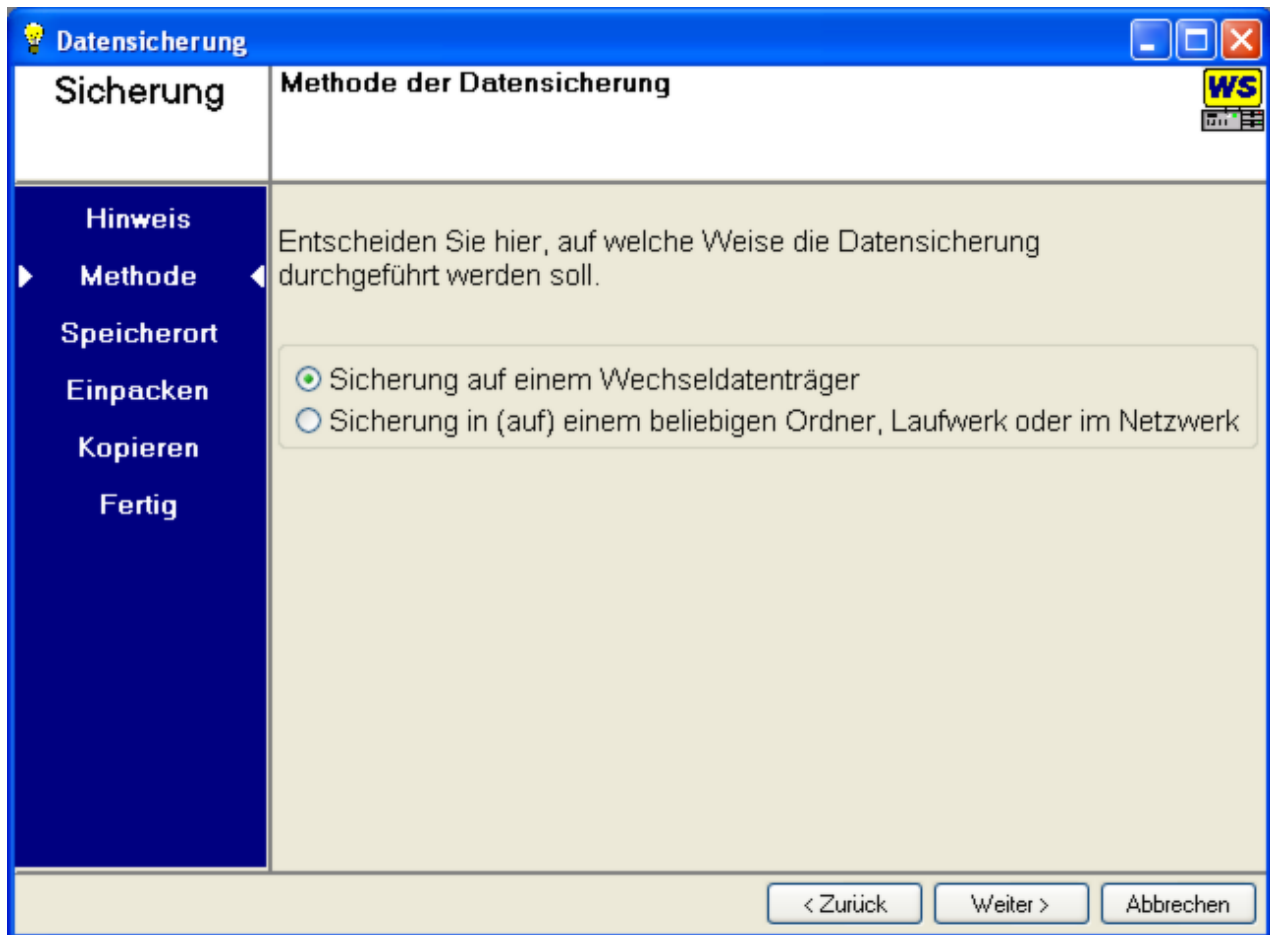 Datensicherung
Sicherung
Methode der Datensicherung
WS
Hinweis
Methode
Speicherort
Einpacken
Kopieren
Fertig
Entscheiden Sie hier, auf welche Weise die Datensicherung
durchgeführt werden soll.
Sicherung auf einem Wechseldatenträger
Sicherung in (auf) einem beliebigen Ordner, Laufwerk oder im Netzwerk
< Zurück
Weiter >
Abbrechen